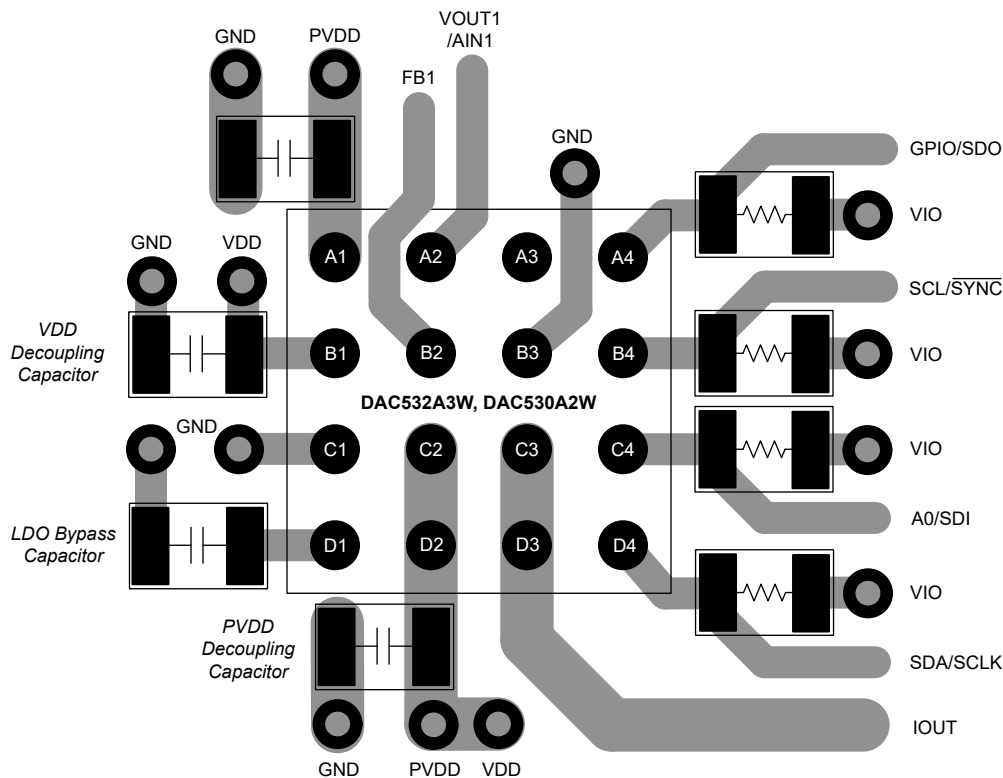 VOUT1
/AIN1
GND
PVDD
FB1
GND
GPIO/SDO
VIO
A1
A2
A3
A4
GND
VDD
SCL/SYNC
VDD
Decoupling
Capacitor
B1
B2
B3
B4
VIO
DAC532A3W, DAC530A2W
GND
C1
C2
C3
C4
VIO
A0/SDI
LDO Bypass
Capacitor
D1
D2
D3
D4
VIO
PVDD
Decoupling
Capacitor
SDA/SCLK
IOUT
GND
PVDD
VDD